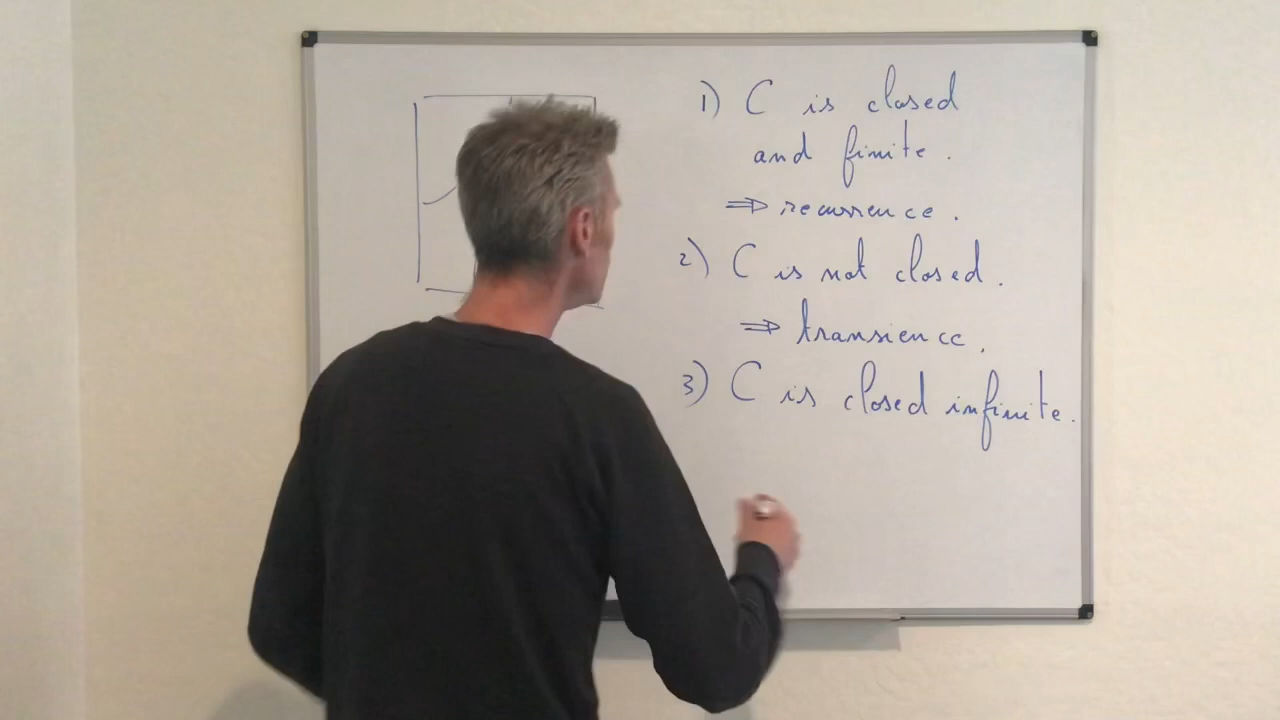 1) C is closed
and finite.
⇒ recurrence.
2) C is not closed.
⇒ transience.
3) C is closed infinite.